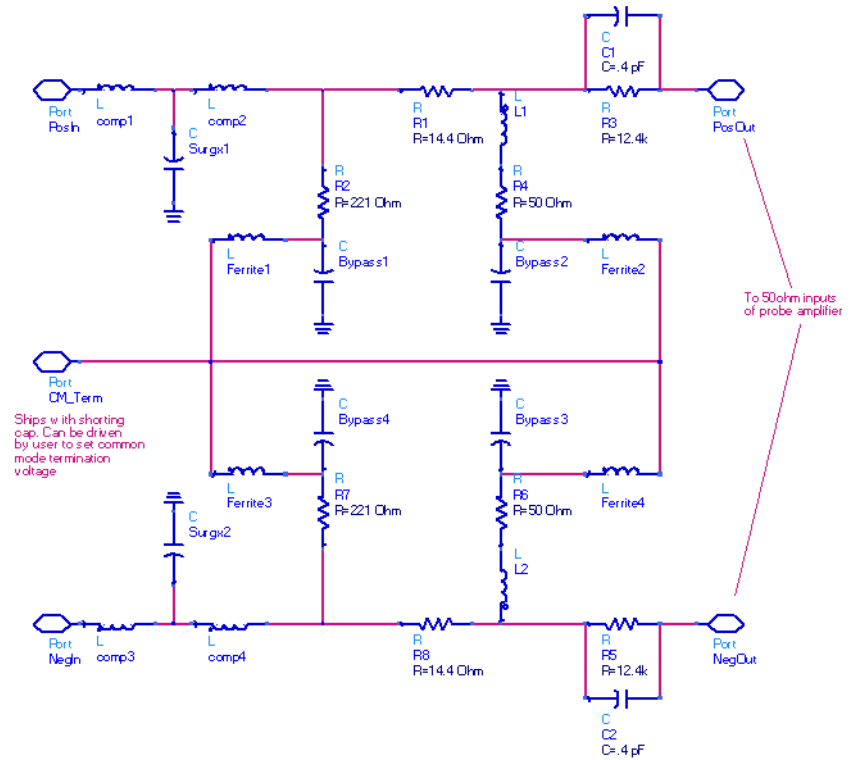 C
C1
C=.4 pF
Port
PosIn
L
comp1
L
comp2
R
R1
R=14.4 Ohm
L
L1
R
R3
R=12.4k
Port
PosOut
C
Surgx1
R
R2
R=221 Ohm
R
R4
R=50 Ohm
L
Ferrite1
C
Bypass1
C
Bypass2
L
Ferrite2
To 50ohm inputs
of probe amplifier
Port
CM_Term
Ships with shorting
cap. Can be driven
by user to set common
mode termination
voltage
C
Bypass4
C
Bypass3
L
Ferrite3
R
R7
R=221 Ohm
R
R6
R=50 Ohm
L
Ferrite4
C
Surgx2
L
L2
Port
NegIn
L
comp3
L
comp4
R
R8
R=14.4 Ohm
R
R5
R=12.4k
Port
NegOut
C
C2
C=.4 pF